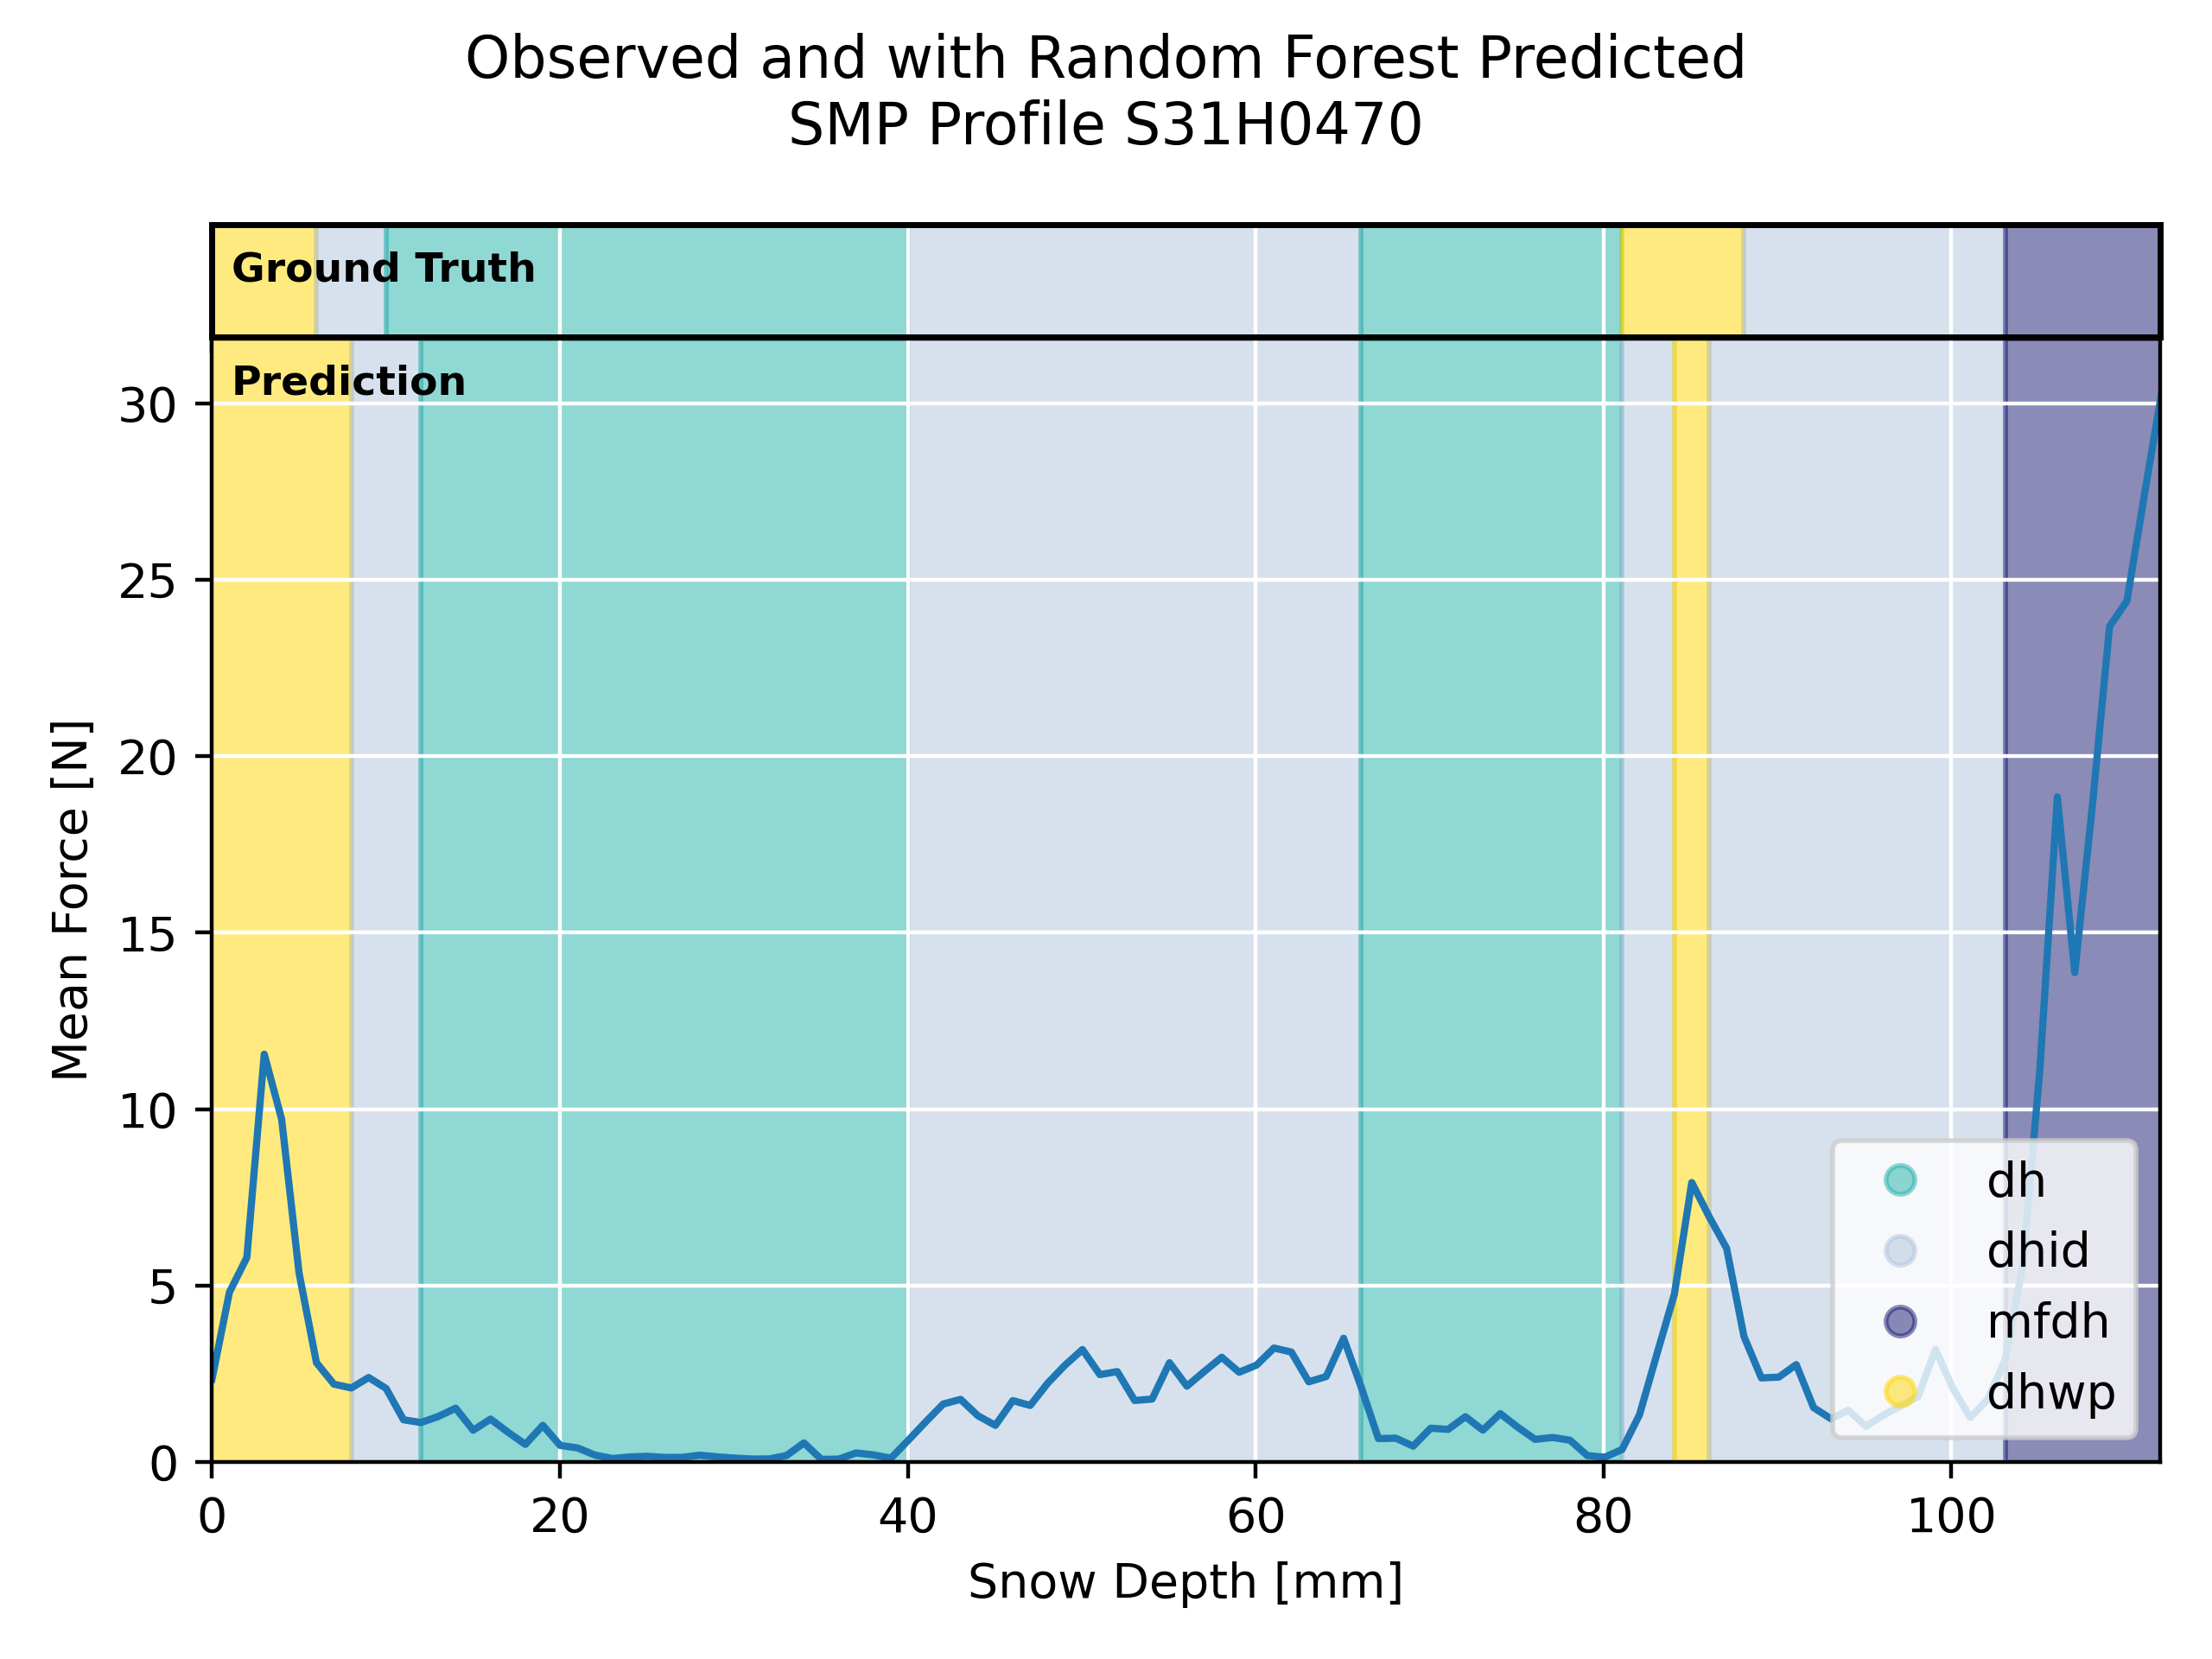 Observed and with Random Forest Predicted
SMP Profile S31H0470
Ground Truth
Prediction
30
25
20
15
10
5
0
Mean Force [N]
dh
dhid
mfdh
dhwp
0 20 40 60 80 100
Snow Depth [mm]